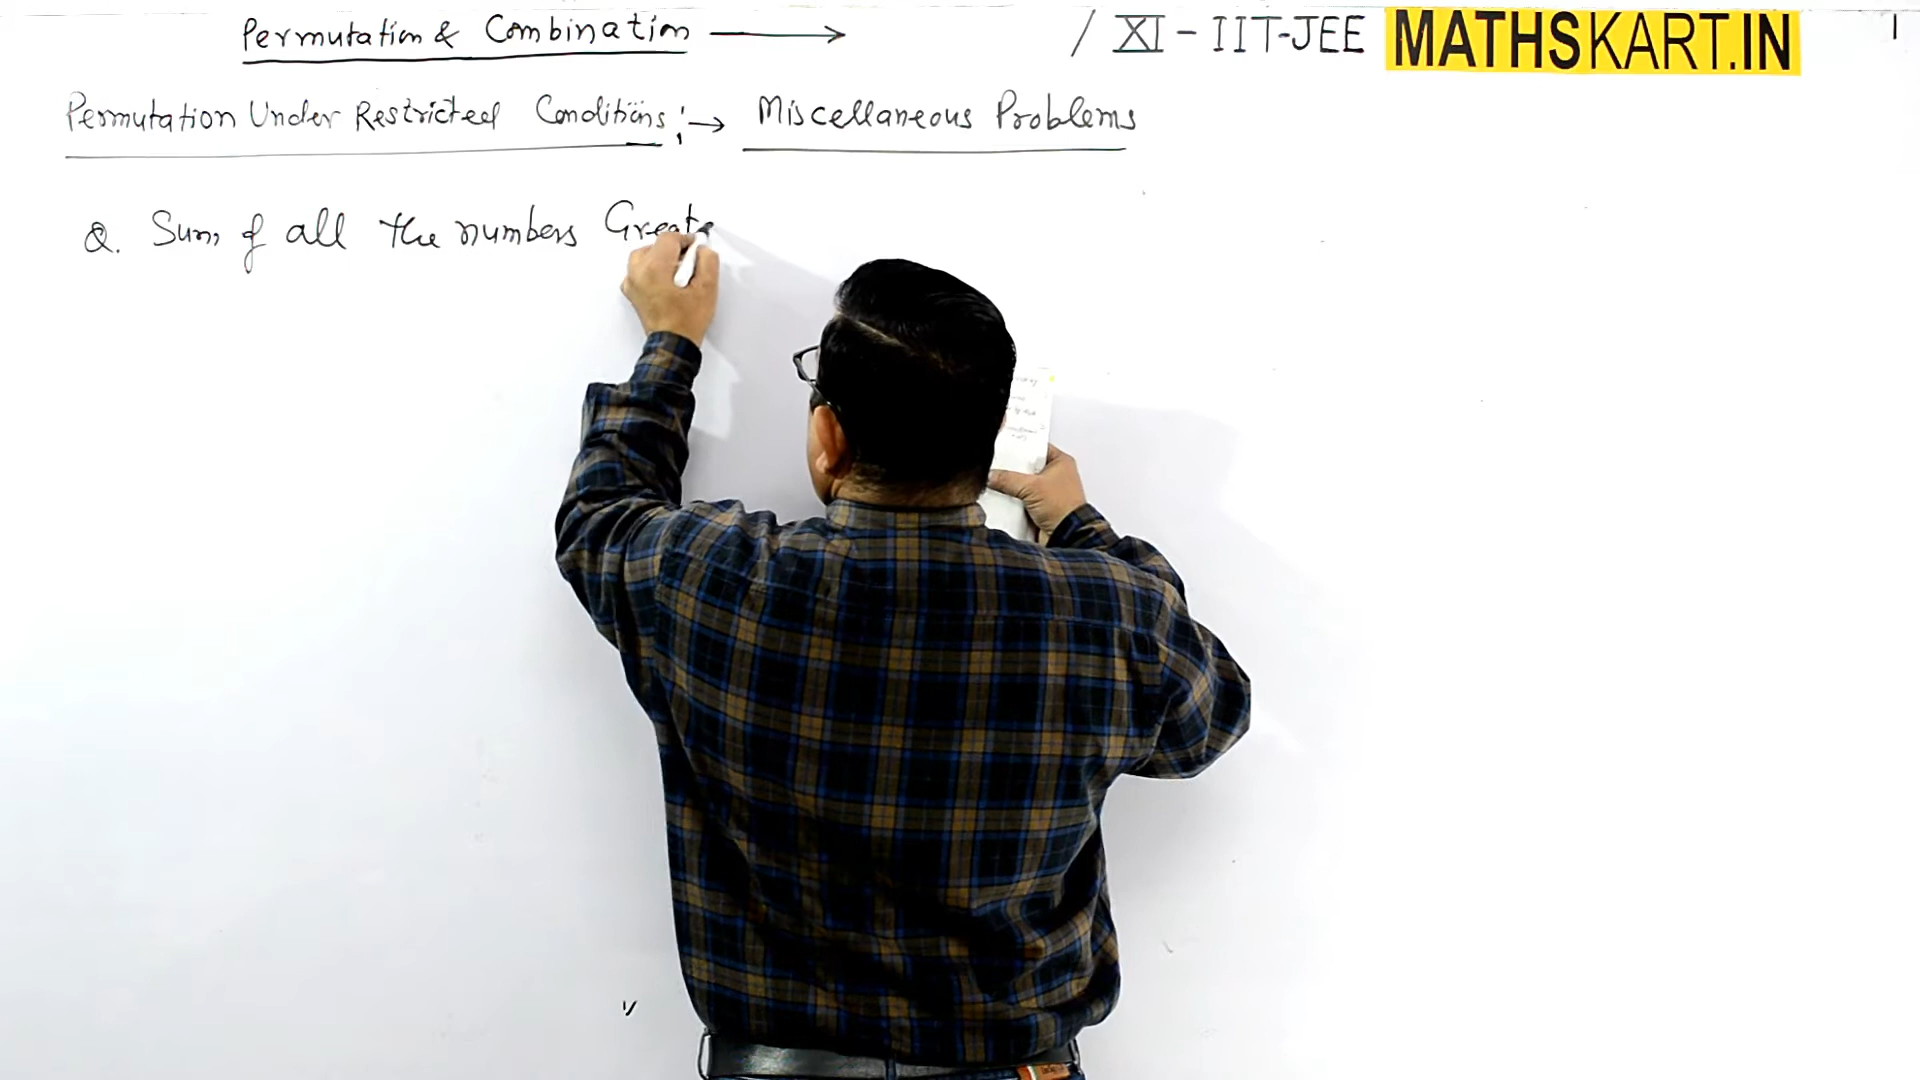 Permutation & Combination → / XI - IIT-JEE MATHSKART.IN 1
Permutation Under Restricted Conditions :→ Miscellaneous Problems
Q. Sum of all the numbers Greate